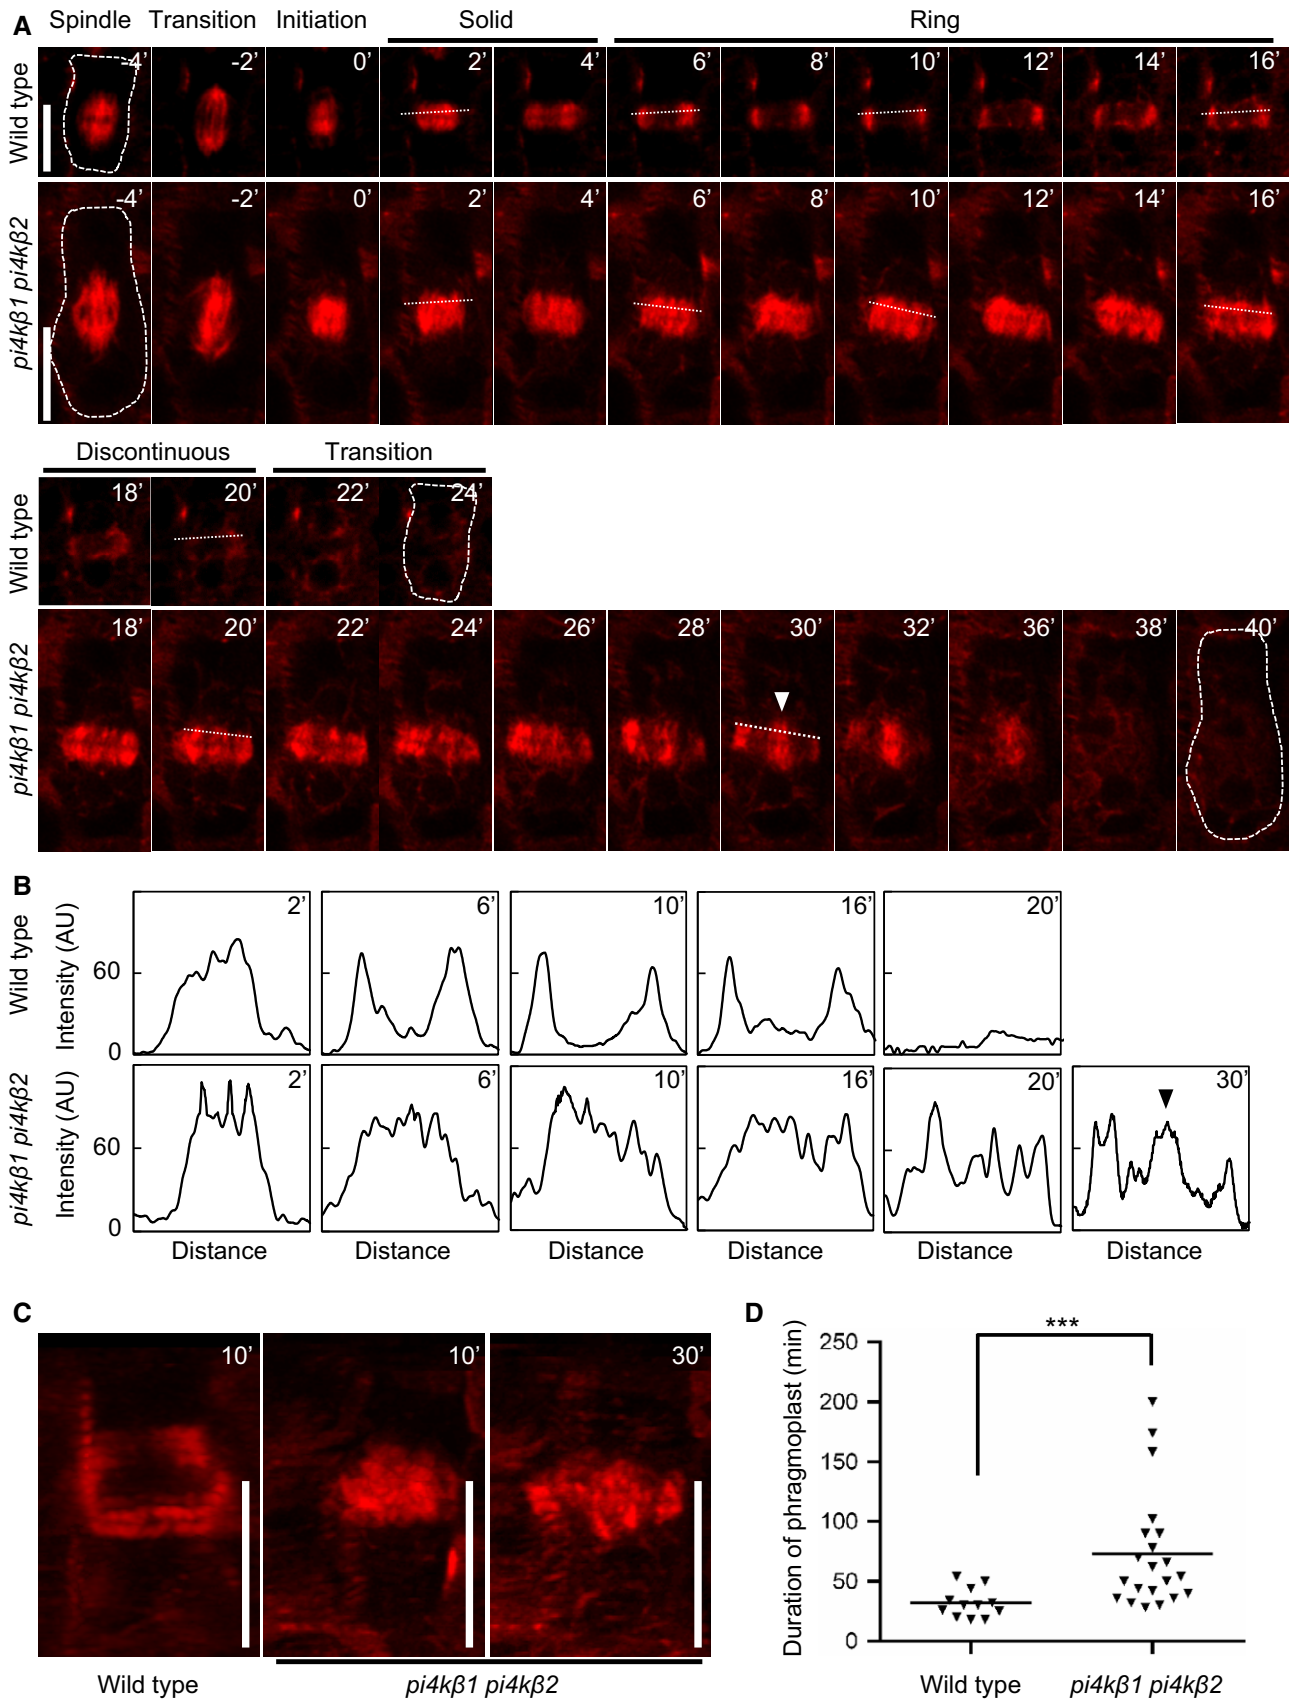 A Spindle Transition Initiation Solid Ring
Wild type -4’ -2’ 0’ 2’ 4’ 6’ 8’ 10’ 12’ 14’ 16’
pi4kβ1 pi4kβ2 -4’ -2’ 0’ 2’ 4’ 6’ 8’ 10’ 12’ 14’ 16’
Discontinuous Transition
Wild type 18’ 20’ 22’ 24’
pi4kβ1 pi4kβ2 18’ 20’ 22’ 24’ 26’ 28’ 30’ 32’ 36’ 38’ 40’
B
Wild type Intensity (AU) 60 0 2’ 6’ 10’ 16’ 20’
pi4kβ1 pi4kβ2 Intensity (AU) 60 0 2’ 6’ 10’ 16’ 20’ 30’
Distance Distance Distance Distance Distance Distance
C
10’ 10’ 30’
Wild type pi4kβ1 pi4kβ2
D
***
Duration of phragmoplast (min)
250
200
150
100
50
0
Wild type pi4kβ1 pi4kβ2